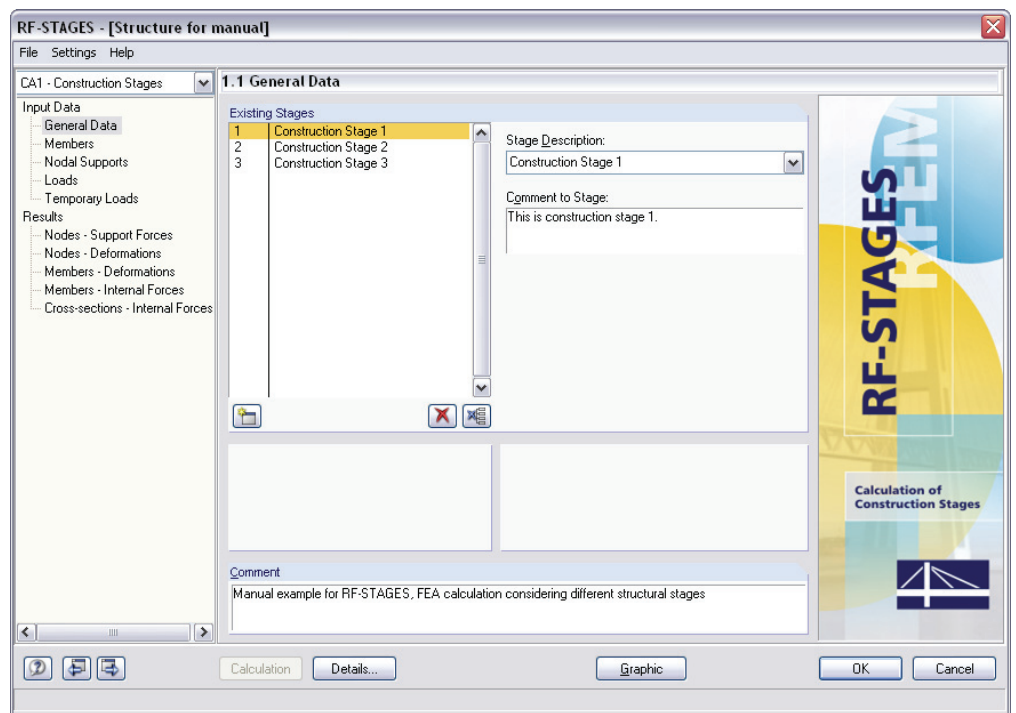 RF-STAGES - [Structure for manual]
File Settings Help
CA1 - Construction Stages
1.1 General Data
Input Data
General Data
Members
Nodal Supports
Loads
Temporary Loads
Results
Nodes - Support Forces
Nodes - Deformations
Members - Deformations
Members - Internal Forces
Cross-sections - Internal Forces
Existing Stages
1 Construction Stage 1
2 Construction Stage 2
3 Construction Stage 3
Stage Description:
Construction Stage 1
Comment to Stage:
This is construction stage 1.
Comment
Manual example for RF-STAGES, FEA calculation considering different structural stages
RF-STAGES
RFEM
Calculation of
Construction Stages
Calculation Details... Graphic OK Cancel